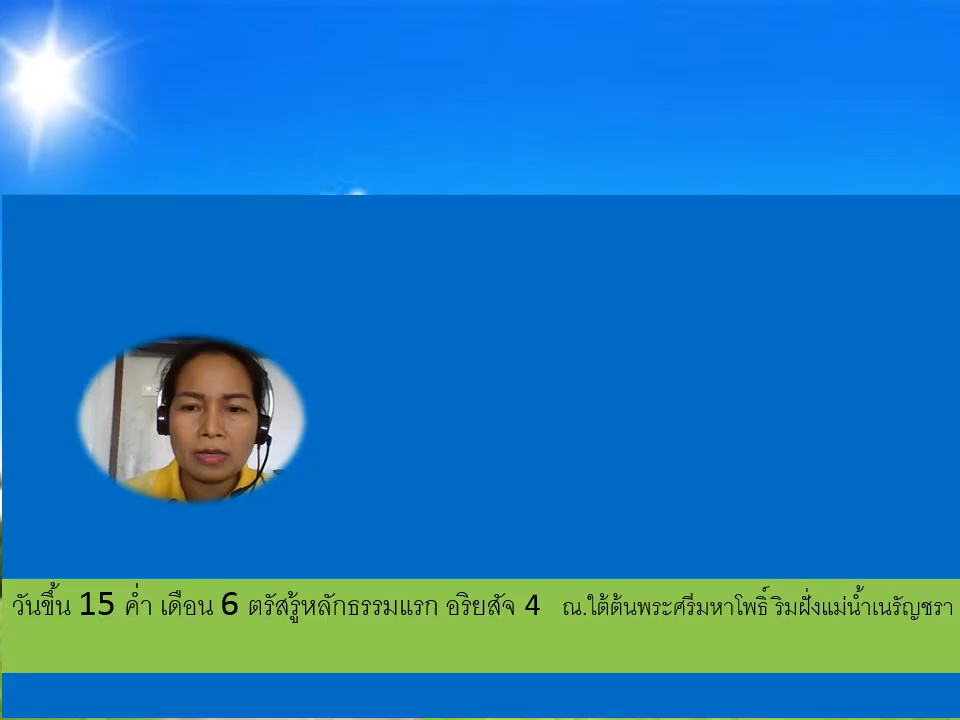 วันขึ้น 15 ค่ำ เดือน 6 ตรัสรู้หลักธรรมแรก อริยสัจ 4 ณ.ใต้ต้นพระศรีมหาโพธิ์ ริมฝั่งแม่น้ำเนรัญชรา